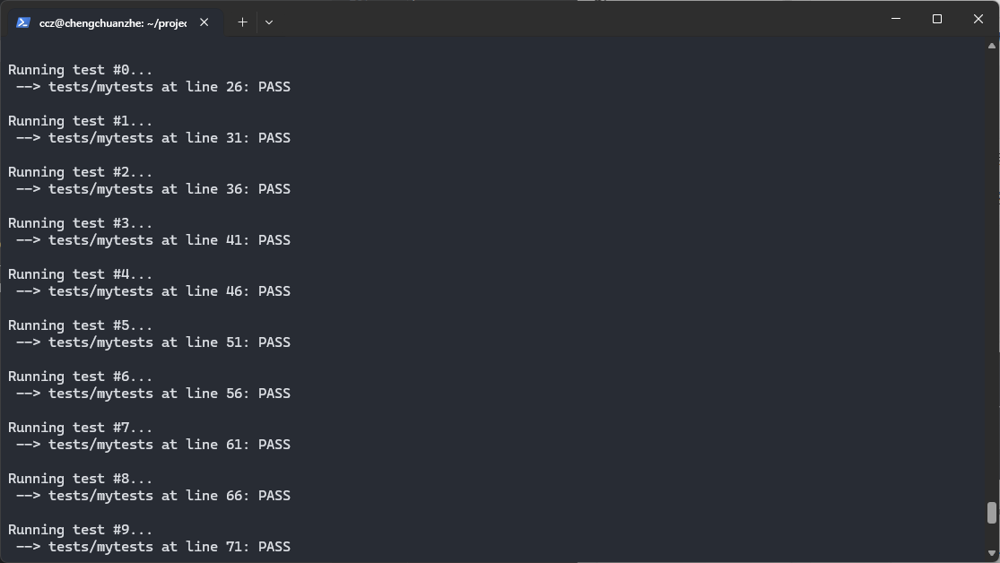 ccz@chengchuanzhe: ~/projec
Running test #0...
--> tests/mytests at line 26: PASS
Running test #1...
--> tests/mytests at line 31: PASS
Running test #2...
--> tests/mytests at line 36: PASS
Running test #3...
--> tests/mytests at line 41: PASS
Running test #4...
--> tests/mytests at line 46: PASS
Running test #5...
--> tests/mytests at line 51: PASS
Running test #6...
--> tests/mytests at line 56: PASS
Running test #7...
--> tests/mytests at line 61: PASS
Running test #8...
--> tests/mytests at line 66: PASS
Running test #9...
--> tests/mytests at line 71: PASS